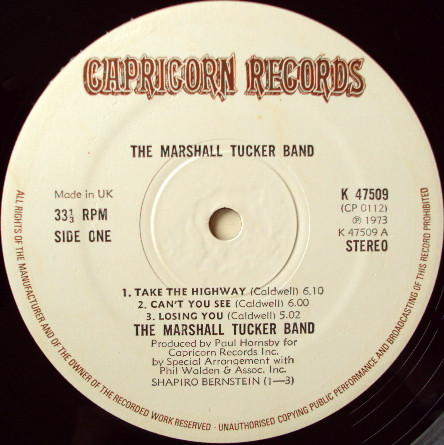 CAPRICORN RECORDS
THE MARSHALL TUCKER BAND
Made in UK
33⅓ RPM
SIDE ONE
K 47509
(CP 0112)
℗ 1973
K 47509 A
STEREO
1. TAKE THE HIGHWAY (Caldwell) 6.10
2. CAN'T YOU SEE (Caldwell) 6.00
3. LOSING YOU (Caldwell) 5.02
THE MARSHALL TUCKER BAND
Produced by Paul Hornsby for
Capricorn Records Inc.
by Special Arrangement with
Phil Walden & Assoc. Inc.
SHAPIRO BERNSTEIN (1—3)
ALL RIGHTS OF THE MANUFACTURER AND OF THE OWNER OF THE RECORDED WORK RESERVED · UNAUTHORISED COPYING PUBLIC PERFORMANCE AND BROADCASTING OF THIS RECORD PROHIBITED